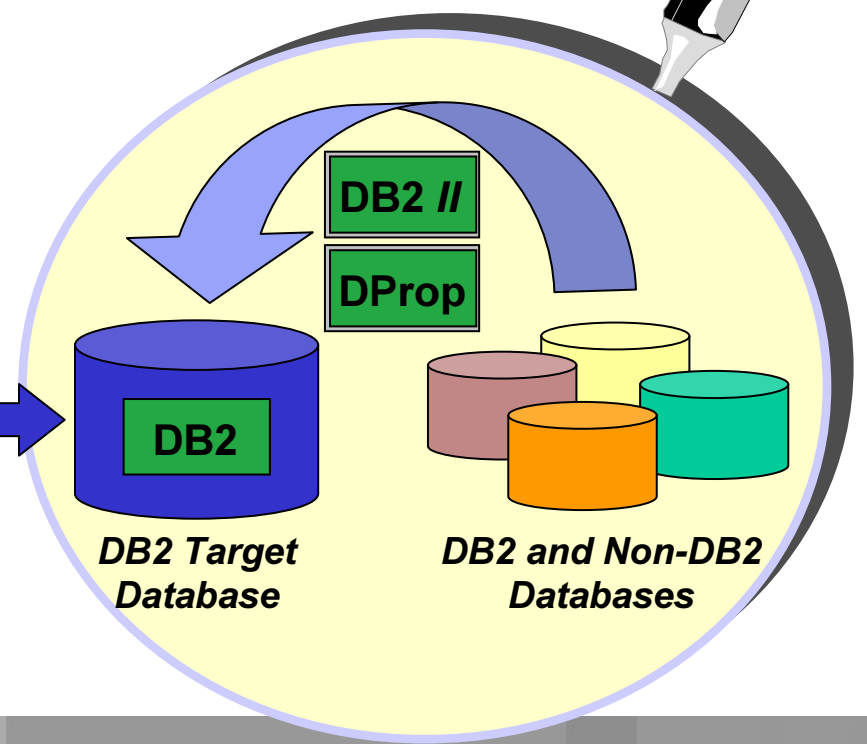 DB2 II
DProp
DB2
DB2 Target
Database
DB2 and Non-DB2
Databases